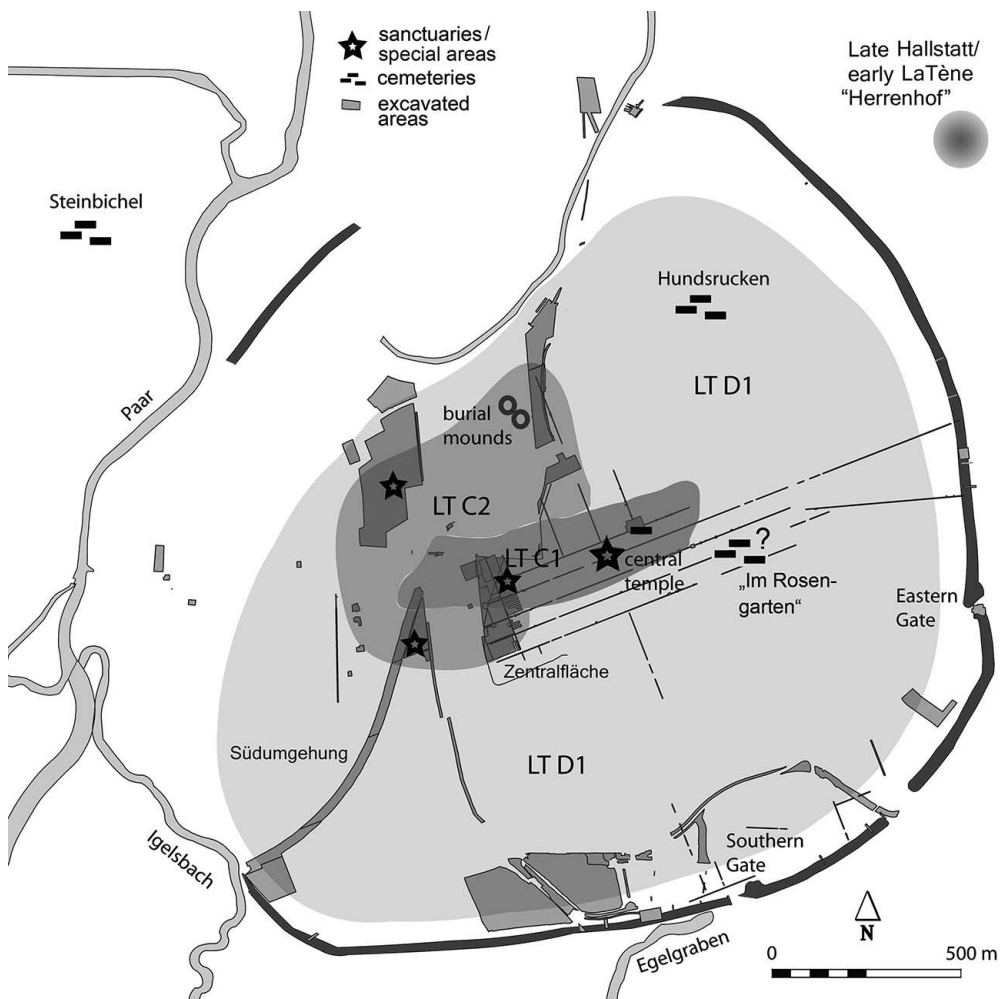 sanctuaries/
special areas
cemeteries
excavated
areas
Late Hallstatt/
early LaTène
“Herrenhof”
Steinbichel
Hundsrucken
Paar
LT D1
burial
mounds
LT C2
LT C1
central
temple
?
„Im Rosen-
garten“
Eastern
Gate
Zentralfläche
Südumgehung
LT D1
Igelsbach
Southern
Gate
Egelgraben
N
0
500 m